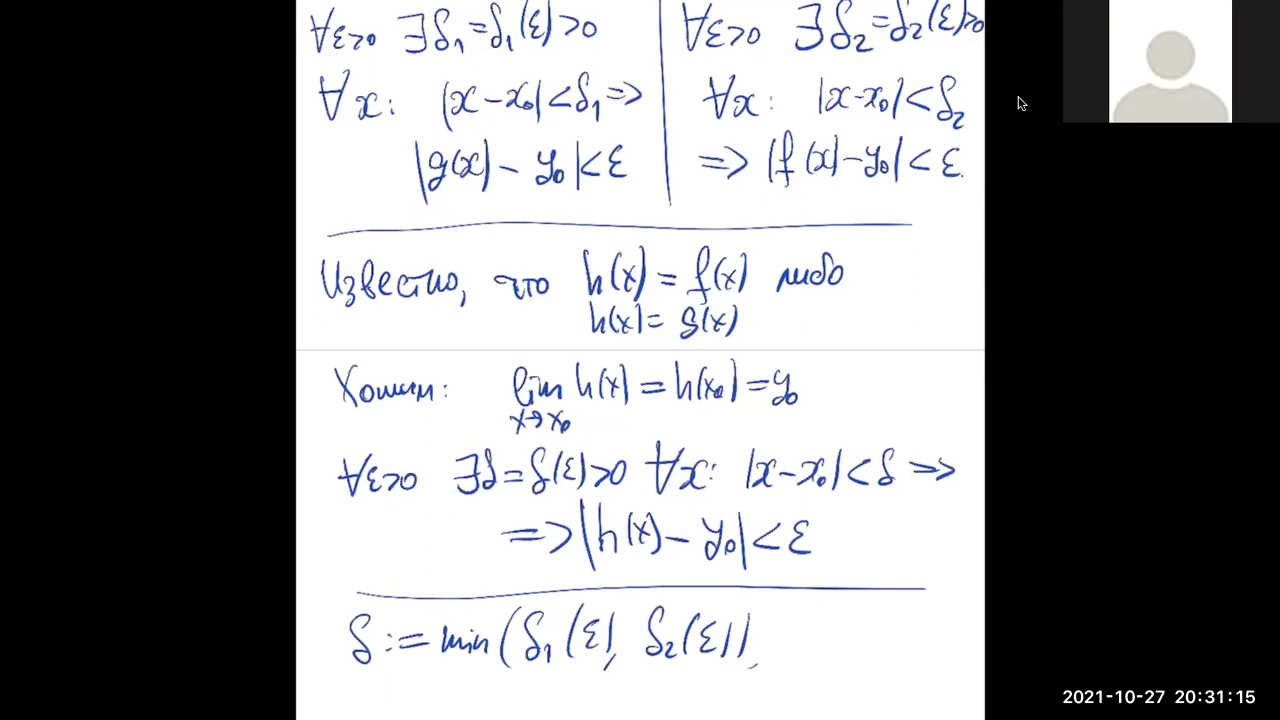 ∀ε>0 ∃δ₁=δ₁(ε)>0
∀x: |x-x₀|<δ₁=>
|g(x)-y₀|<ε
∀ε>0 ∃δ₂=δ₂(ε)>0
∀x: |x-x₀|<δ₂
=> |f(x)-y₀|<ε.
Известно, что h(x)=f(x) либо
h(x)=g(x)
Хотим: lim h(x)=h(x₀)=y₀
x→x₀
∀ε>0 ∃δ=δ(ε)>0 ∀x: |x-x₀|<δ =>
=>|h(x)-y₀|<ε
δ:=min(δ₁(ε), δ₂(ε)),
2021-10-27 20:31:15